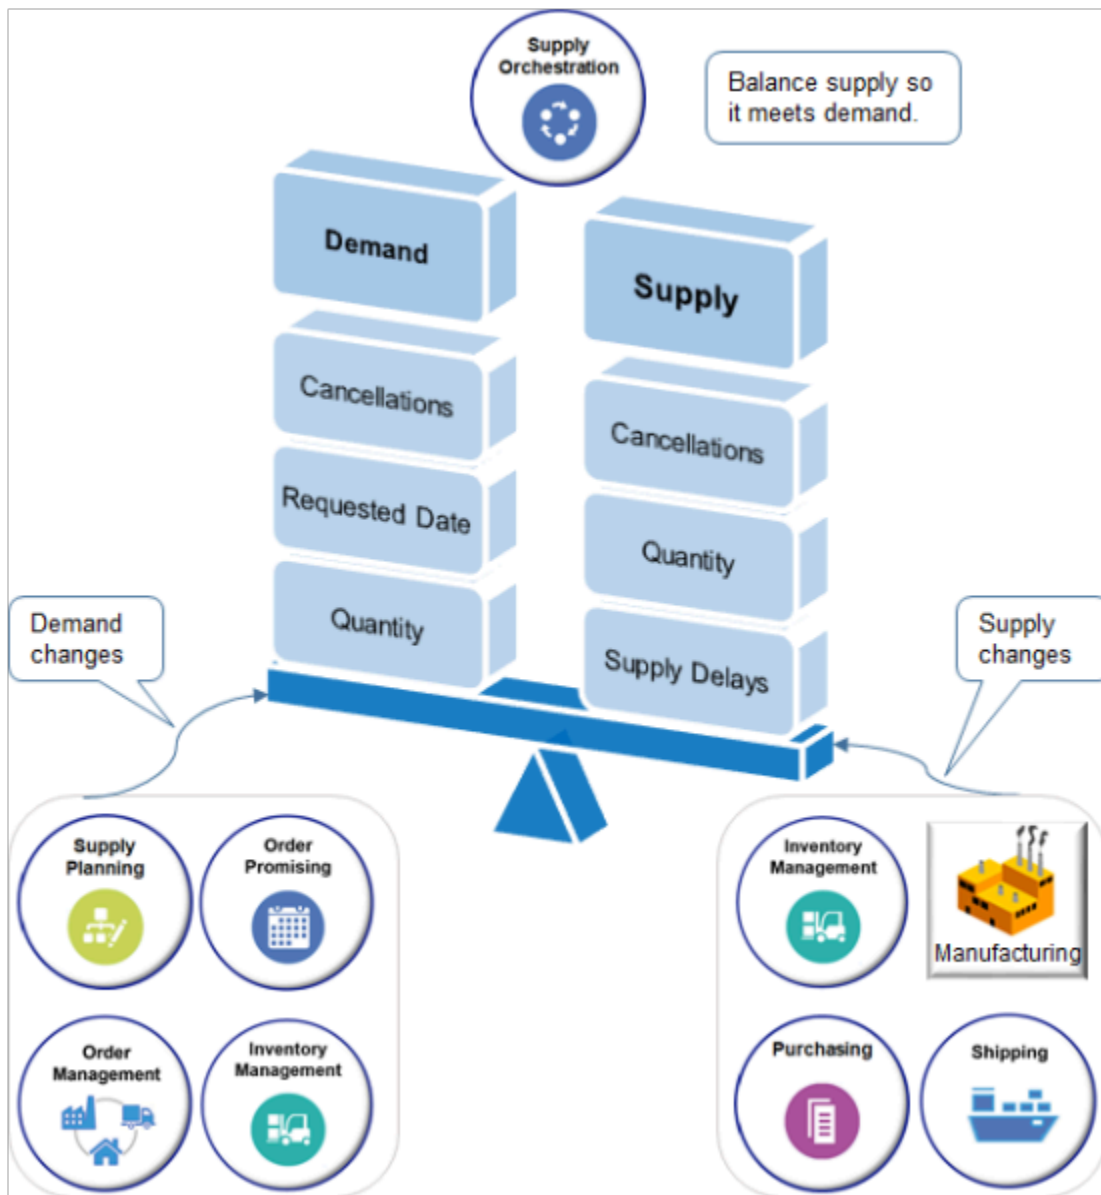 Supply
Orchestration
Balance supply so
it meets demand.
Demand
Supply
Cancellations
Cancellations
Requested Date
Quantity
Quantity
Supply Delays
Demand
changes
Supply
changes
Supply
Planning
Order
Promising
Order
Management
Inventory
Management
Inventory
Management
Manufacturing
Purchasing
Shipping